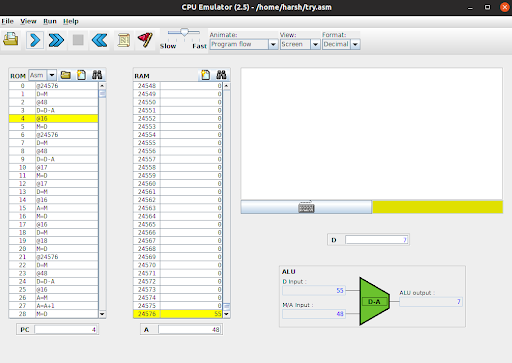 CPU Emulator (2.5) - /home/harsh/try.asm
File View Run Help
Slow Fast
Animate: Program flow
View: Screen
Format: Decimal
ROM Asm
0 @24576
1 D=M
2 @48
3 D=D-A
4 @16
5 M=D
6 @24576
7 D=M
8 @48
9 D=D-A
10 @17
11 M=D
12 @17
13 D=M
14 @16
15 A=M
16 M=D
17 @16
18 D=M
19 @18
20 M=D
21 @24576
22 D=M
23 @48
24 D=D-A
25 @16
26 A=M
27 A=A+1
28 M=D
PC 4
RAM
24548 0
24549 0
24550 0
24551 0
24552 0
24553 0
24554 0
24555 0
24556 0
24557 0
24558 0
24559 0
24560 0
24561 0
24562 0
24563 0
24564 0
24565 0
24566 0
24567 0
24568 0
24569 0
24570 0
24571 0
24572 0
24573 0
24574 0
24575 0
24576 55
A 48
D 7
ALU
D Input : 55
M/A Input : 48
D-A
ALU output : 7